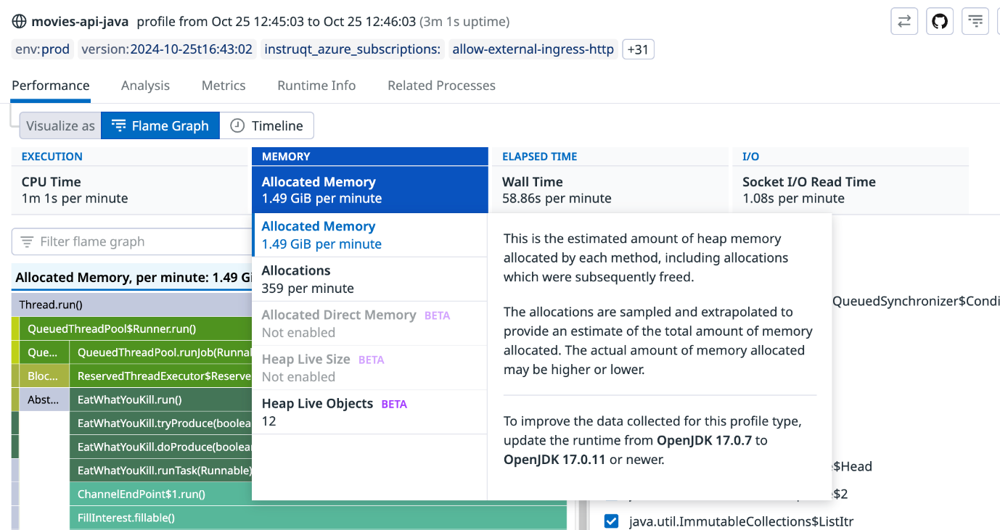 movies-api-java profile from Oct 25 12:45:03 to Oct 25 12:46:03 (3m 1s uptime)
env:prod version:2024-10-25t16:43:02 instruqt_azure_subscriptions: allow-external-ingress-http +31
Performance Analysis Metrics Runtime Info Related Processes
Visualize as Flame Graph Timeline
EXECUTION MEMORY ELAPSED TIME I/O
CPU Time Allocated Memory Wall Time Socket I/O Read Time
1m 1s per minute 1.49 GiB per minute 58.86s per minute 1.08s per minute
Filter flame graph
Allocated Memory, per minute: 1.49 Gi
Thread.run()
QueuedThreadPool$Runner.run()
Que... QueuedThreadPool.runJob(Runnal
Bloc... ReservedThreadExecutor$Reserve
Abst... EatWhatYouKill.run()
EatWhatYouKill.tryProduce(boolea
EatWhatYouKill.doProduce(boolea
EatWhatYouKill.runTask(Runnable)
ChannelEndPoint$1.run()
FillInterest.fillable()
Allocated Memory
1.49 GiB per minute
Allocations
359 per minute
Allocated Direct Memory BETA
Not enabled
Heap Live Size BETA
Not enabled
Heap Live Objects BETA
12
This is the estimated amount of heap memory
allocated by each method, including allocations
which were subsequently freed.
The allocations are sampled and extrapolated to
provide an estimate of the total amount of memory
allocated. The actual amount of memory allocated
may be higher or lower.
To improve the data collected for this profile type,
update the runtime from OpenJDK 17.0.7 to
OpenJDK 17.0.11 or newer.
QueuedSynchronizer$Condi
$Head
$2
java.util.ImmutableCollections$ListItr